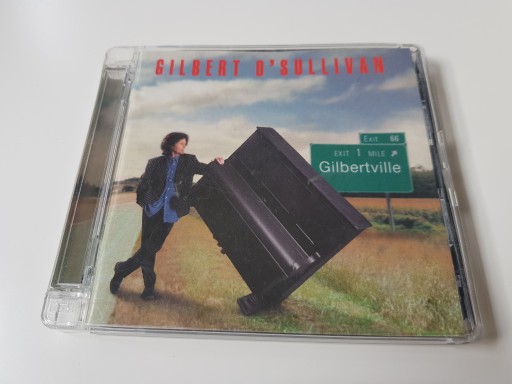 GILBERT O'SULLIVAN
Exit 66
EXIT 1 MILE
Gilbertville